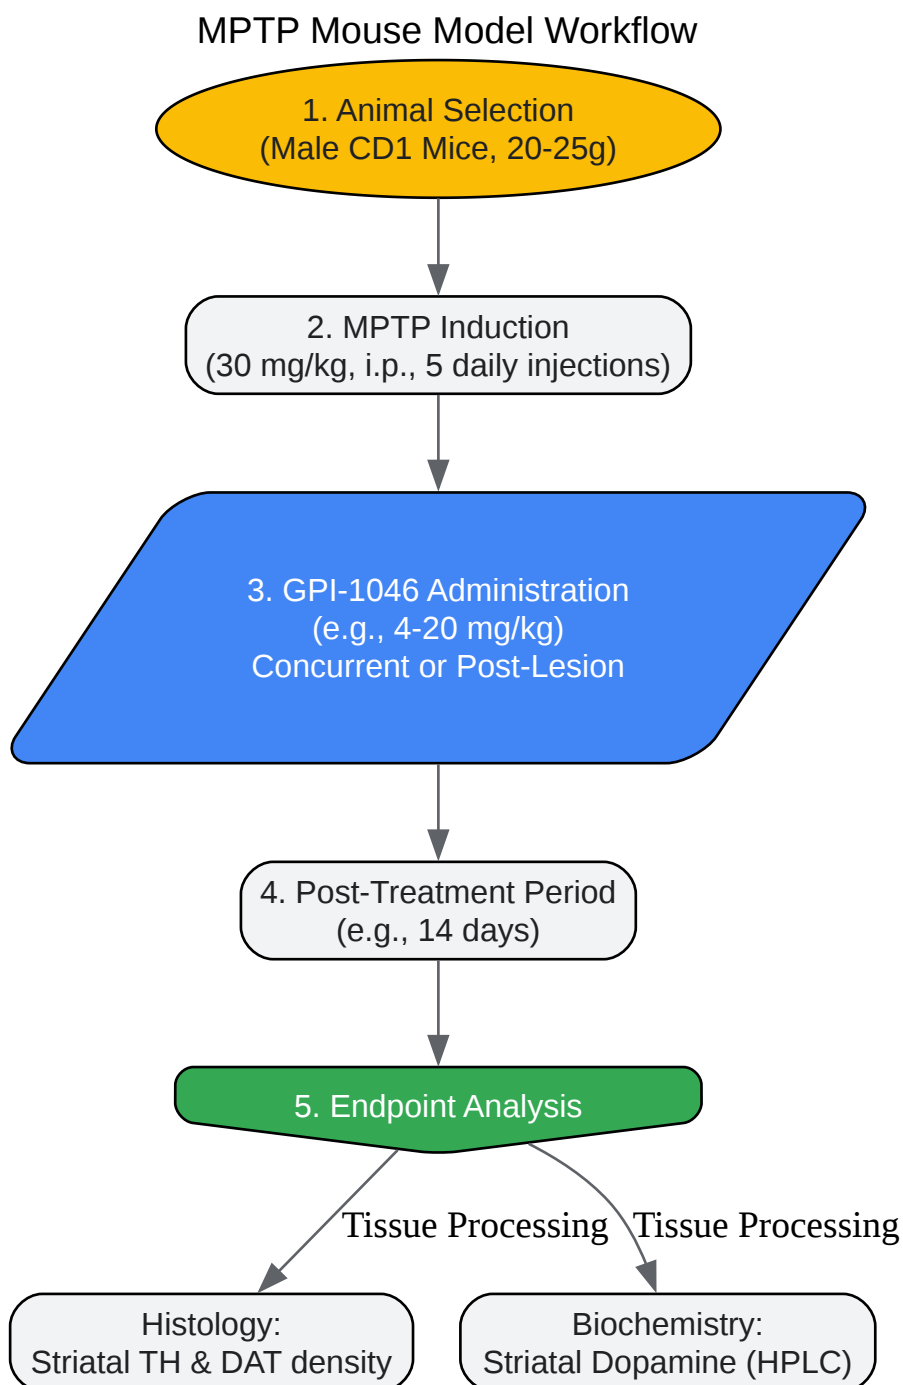 MPTP Mouse Model Workflow
1. Animal Selection
(Male CD1 Mice, 20-25g)
2. MPTP Induction
(30 mg/kg, i.p., 5 daily injections)
3. GPI-1046 Administration
(e.g., 4-20 mg/kg)
Concurrent or Post-Lesion
4. Post-Treatment Period
(e.g., 14 days)
5. Endpoint Analysis
Tissue Processing
Tissue Processing
Histology:
Striatal TH & DAT density
Biochemistry:
Striatal Dopamine (HPLC)